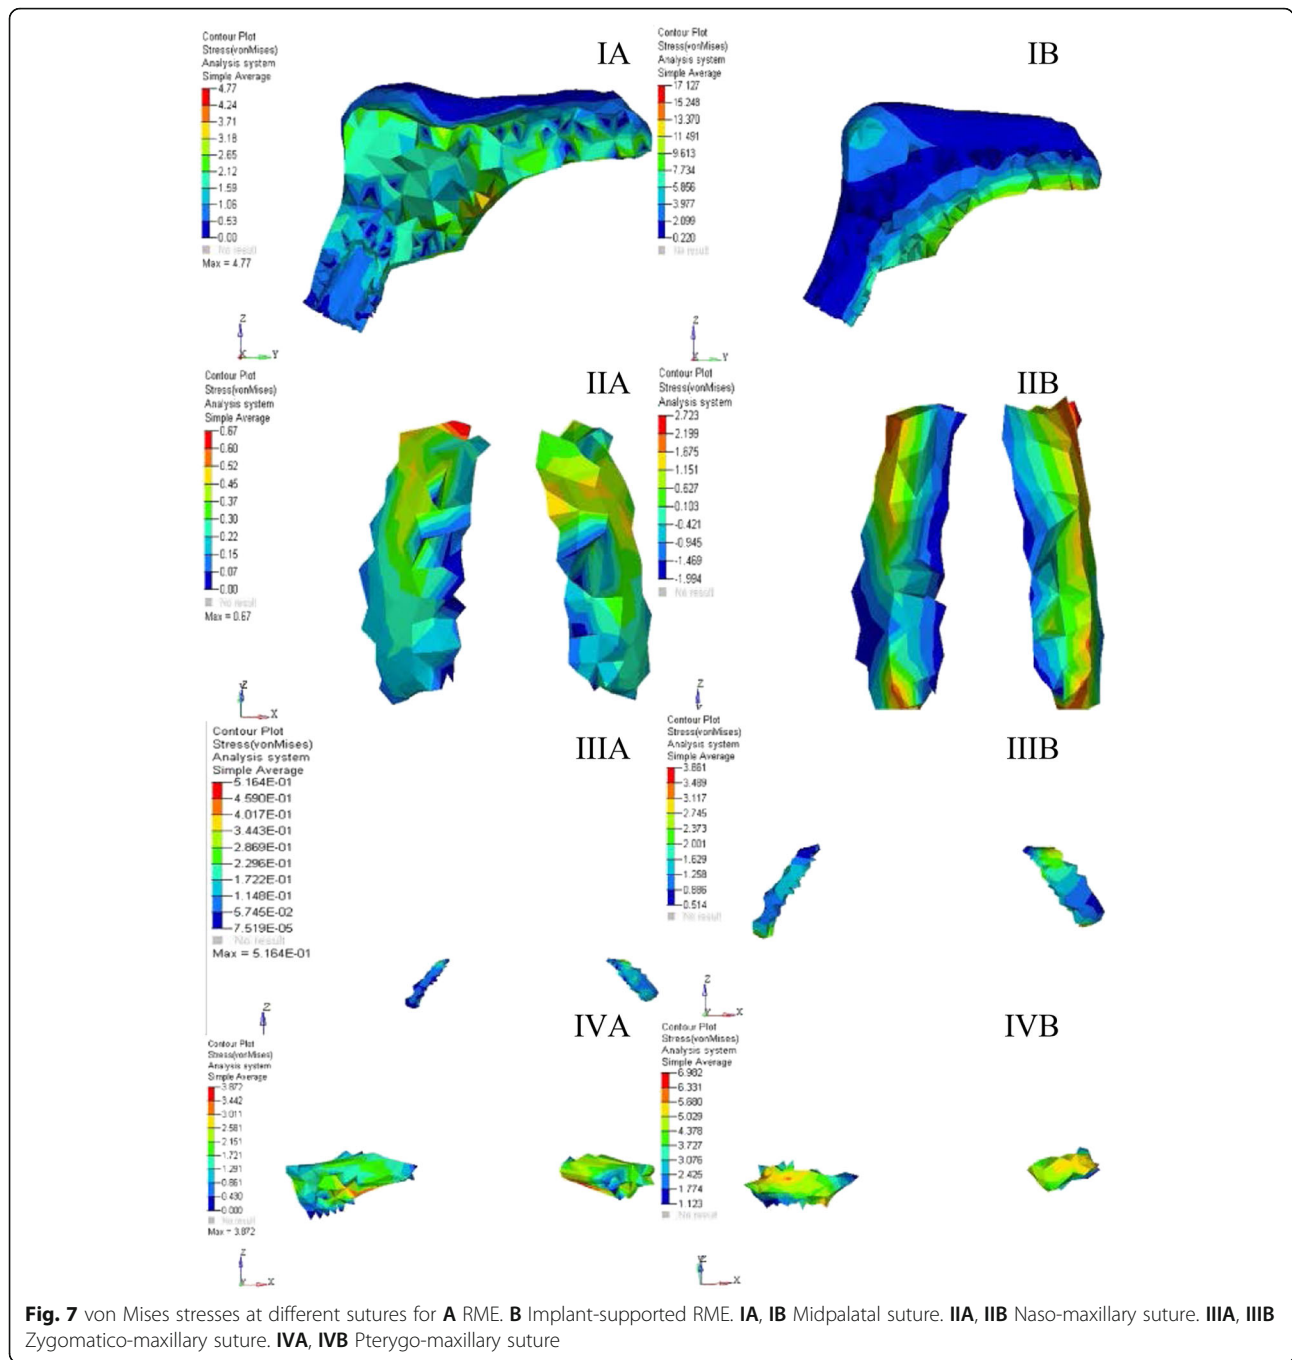 Contour Plot
Stress(vonMises)
Analysis system
Simple Average
4.77
4.24
3.71
3.18
2.65
2.12
1.59
1.06
0.53
0.00
No result
Max = 4.77
IA
Z
X
Y
Contour Plot
Stress(vonMises)
Analysis system
Simple Average
17.127
15.248
13.370
11.491
9.613
7.734
5.856
3.977
2.099
0.220
No result
IB
Z
X
Y
Contour Plot
Stress(vonMises)
Analysis system
Simple Average
0.67
0.60
0.52
0.45
0.37
0.30
0.22
0.15
0.07
0.00
No result
Max = 0.67
IIA
X
Contour Plot
Stress(vonMises)
Analysis system
2.723
2.199
1.675
1.151
0.627
0.103
-0.421
-0.945
-1.469
-1.994
No result
IIB
Z
Contour Plot
Stress(vonMises)
Analysis system
Simple Average
5.164E-01
4.590E-01
4.017E-01
3.443E-01
2.869E-01
2.296E-01
1.722E-01
1.148E-01
5.745E-02
7.519E-05
No result
Max = 5.164E-01
IIIA
Z
Contour Plot
Stress(vonMises)
Analysis system
Simple Average
3.861
3.489
3.117
2.745
2.373
2.001
1.629
1.258
0.886
0.514
No result
IIIB
Z
X
Contour Plot
Stress(vonMises)
Analysis system
Simple Average
3.872
3.442
3.011
2.581
2.151
1.721
1.291
0.861
0.430
0.000
No result
Max = 3.872
IVA
Z
X
Contour Plot
Stress(vonMises)
Analysis system
Simple Average
6.982
6.331
5.680
5.029
4.378
3.727
3.076
2.425
1.774
1.123
No result
IVB
X
Fig. 7 von Mises stresses at different sutures for A RME. B Implant-supported RME. IA, IB Midpalatal suture. IIA, IIB Naso-maxillary suture. IIIA, IIIB
Zygomatico-maxillary suture. IVA, IVB Pterygo-maxillary suture